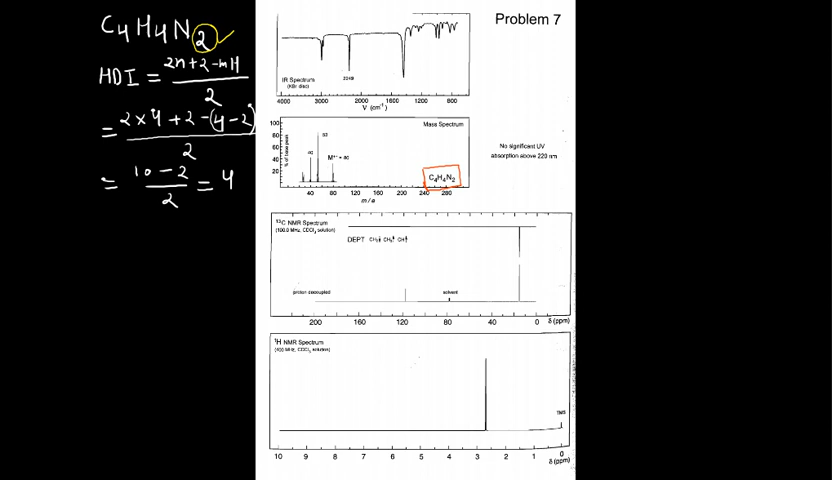 C4H4N2
HDI = 2n+2-mH
2
= 2×4+2-(4-2)
2
= 10-2 = 4
2
Problem 7
IR Spectrum
(KBr disc)
2249
4000 3000 2000 1600 1200 800
V (cm-1)
Mass Spectrum
% of base peak
100
80
60
40
20
40
53
M+• = 80
C4H4N2
40 80 120 160 200 240 280
m / e
No significant UV
absorption above 220 nm
13C NMR Spectrum
(100.0 MHz, CDCl3 solution)
DEPT CH2↓ CH3↑ CH↑
proton decoupled
solvent
200 160 120 80 40 0 δ (ppm)
1H NMR Spectrum
(400 MHz, CDCl3 solution)
TMS
10 9 8 7 6 5 4 3 2 1 0
δ (ppm)